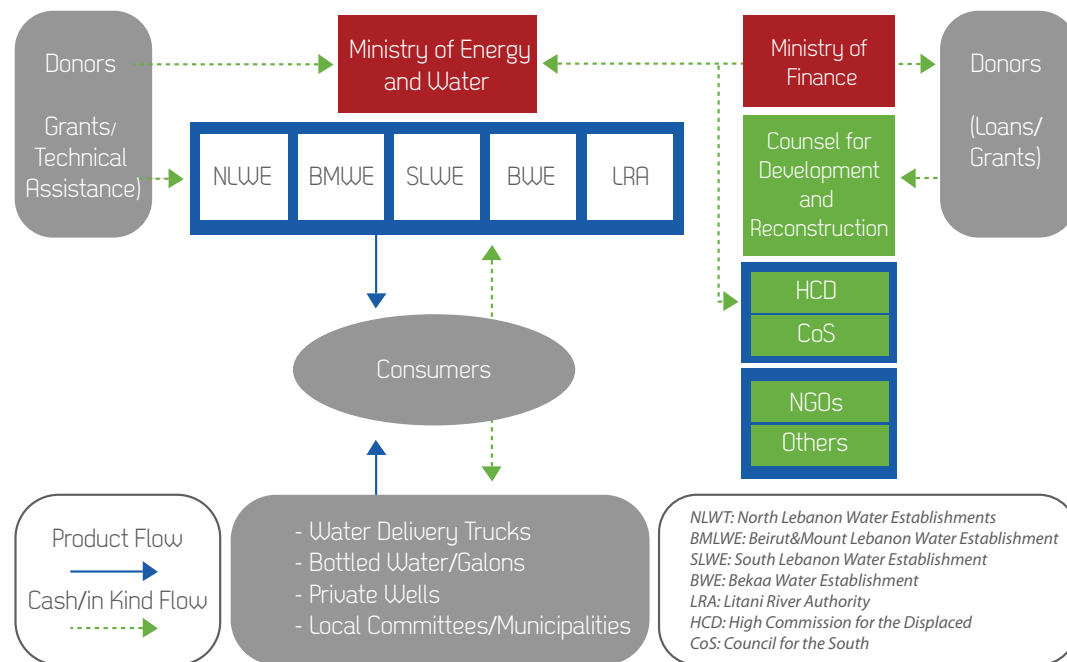 Donors
Grants/
Technical
Assistance)
Ministry of Energy
and Water
Ministry of
Finance
Donors
(Loans/
Grants)
NLWE
BMWE
SLWE
BWE
LRA
Counsel for
Development
and
Reconstruction
HCD
CoS
NGOs
Others
Consumers
- Water Delivery Trucks
- Bottled Water/Galons
- Private Wells
- Local Committees/Municipalities
Product Flow
Cash/in Kind Flow
NLWT: North Lebanon Water Establishments
BMLWE: Beirut&Mount Lebanon Water Establishment
SLWE: South Lebanon Water Establishment
BWE: Bekaa Water Establishment
LRA: Litani River Authority
HCD: High Commission for the Displaced
CoS: Council for the South